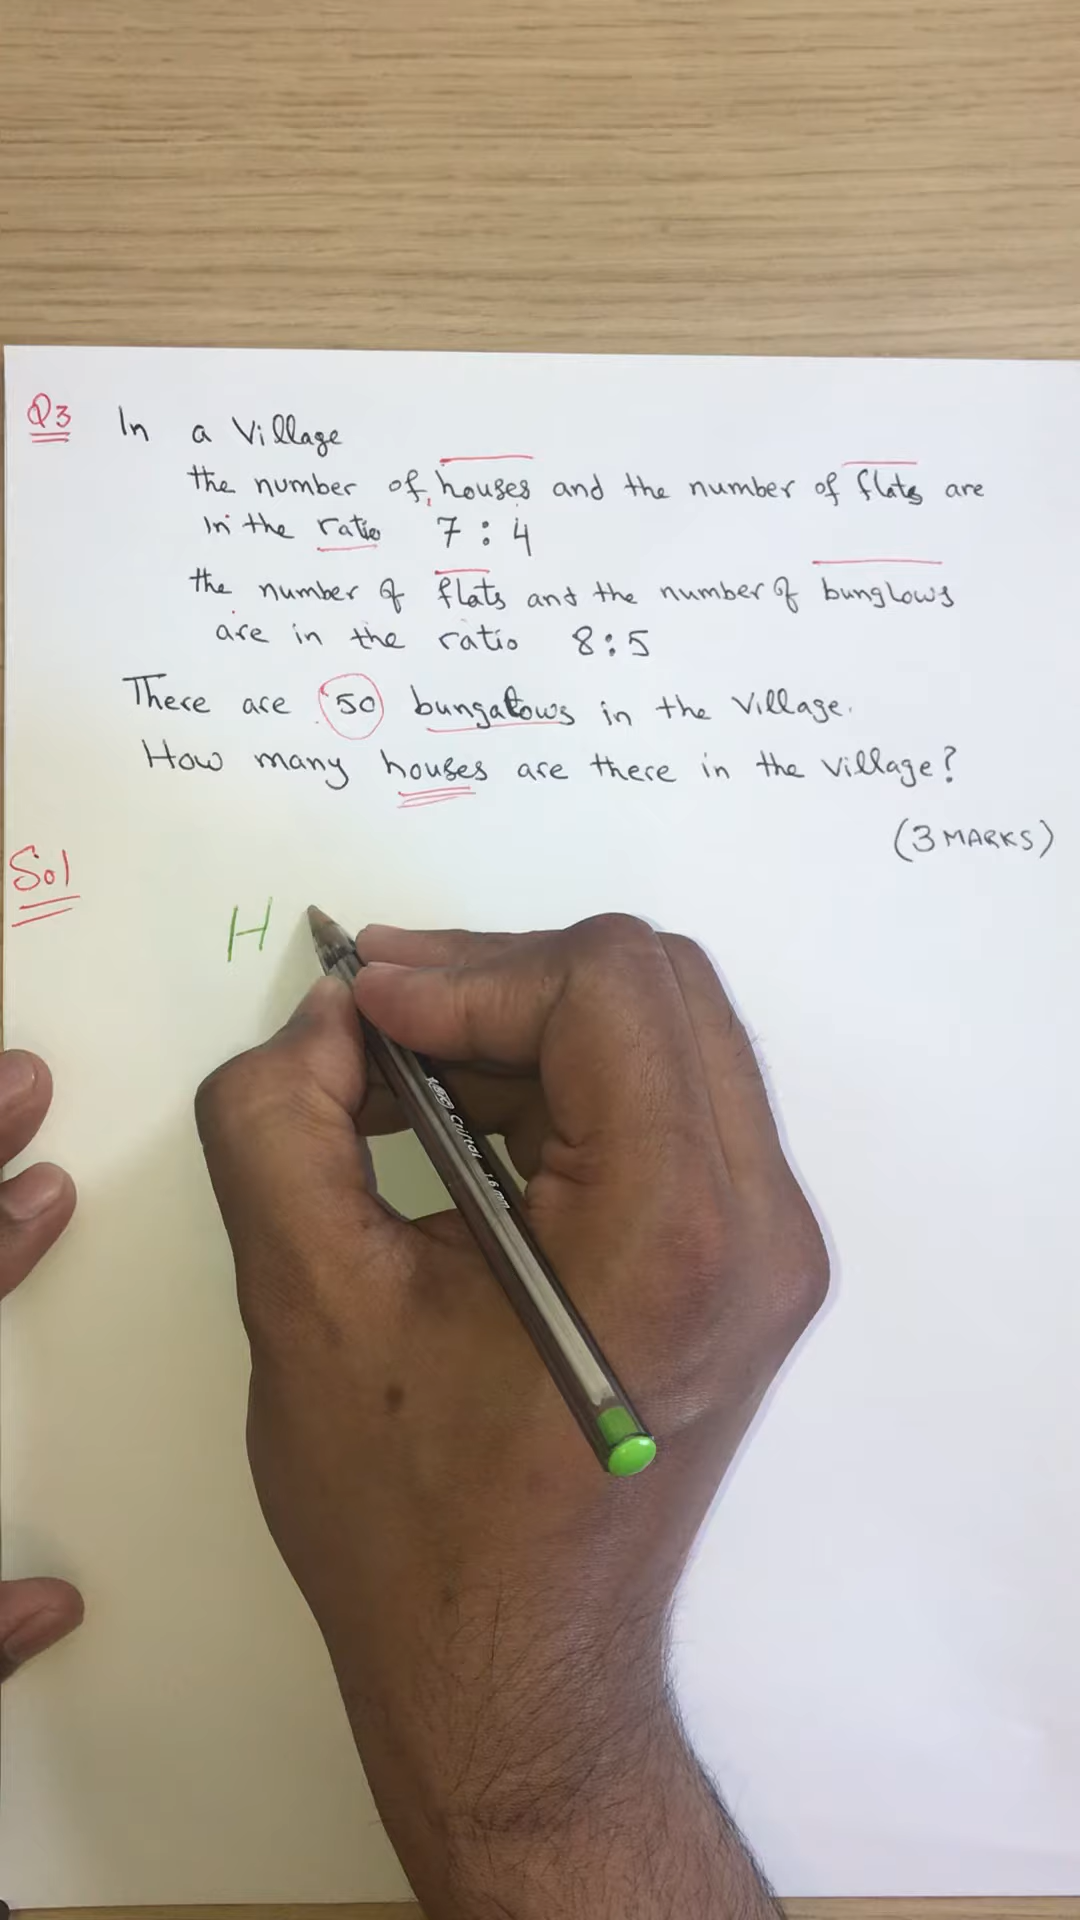 Q3 In a Village
the number of houses and the number of flats are
in the ratio 7 : 4
the number of flats and the number of bunglows
are in the ratio 8 : 5
There are 50 bungalows in the village.
How many houses are there in the village?
(3 MARKS)
Sol
H
Cristal 1.6 mm